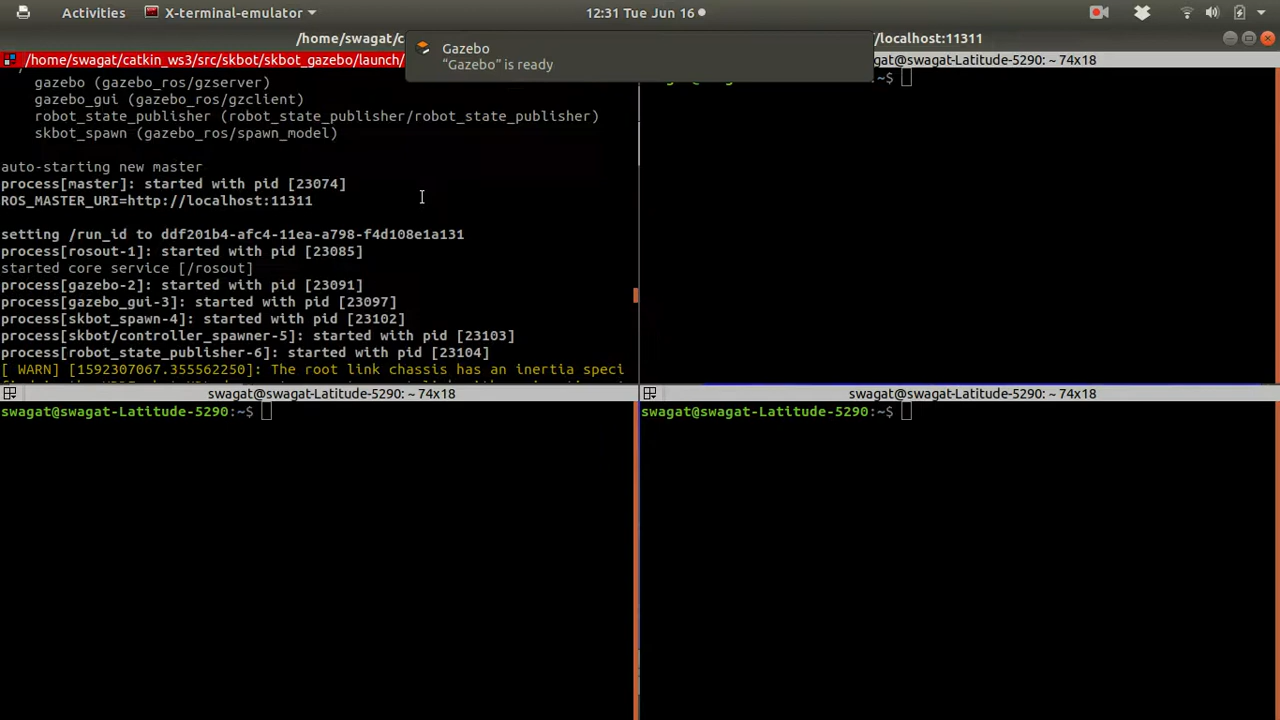 Activities
X-terminal-emulator
12:31 Tue Jun 16
/home/swagat/c
/localhost:11311
Gazebo
“Gazebo” is ready
/home/swagat/catkin_ws3/src/skbot/skbot_gazebo/launch/
gat@swagat-Latitude-5290: ~ 74x18
gazebo (gazebo_ros/gzserver)
gazebo_gui (gazebo_ros/gzclient)
robot_state_publisher (robot_state_publisher/robot_state_publisher)
skbot_spawn (gazebo_ros/spawn_model)
auto-starting new master
process[master]: started with pid [23074]
ROS_MASTER_URI=http://localhost:11311
setting /run_id to ddf201b4-afc4-11ea-a798-f4d108e1a131
process[rosout-1]: started with pid [23085]
started core service [/rosout]
process[gazebo-2]: started with pid [23091]
process[gazebo_gui-3]: started with pid [23097]
process[skbot_spawn-4]: started with pid [23102]
process[skbot/controller_spawner-5]: started with pid [23103]
process[robot_state_publisher-6]: started with pid [23104]
[ WARN] [1592307067.355562250]: The root link chassis has an inertia speci
~$
swagat@swagat-Latitude-5290: ~ 74x18
swagat@swagat-Latitude-5290:~$
swagat@swagat-Latitude-5290: ~ 74x18
swagat@swagat-Latitude-5290:~$